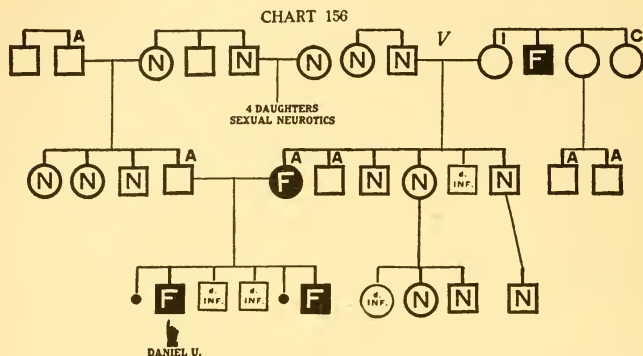 CHART 156
A V I C
N N N N N F
4 DAUGHTERS
SEXUAL NEUROTICS
A A A A A
N N N F N N d. N
INF.
F d. d. F d. N N N
INF. INF. INF.
DANIEL U.